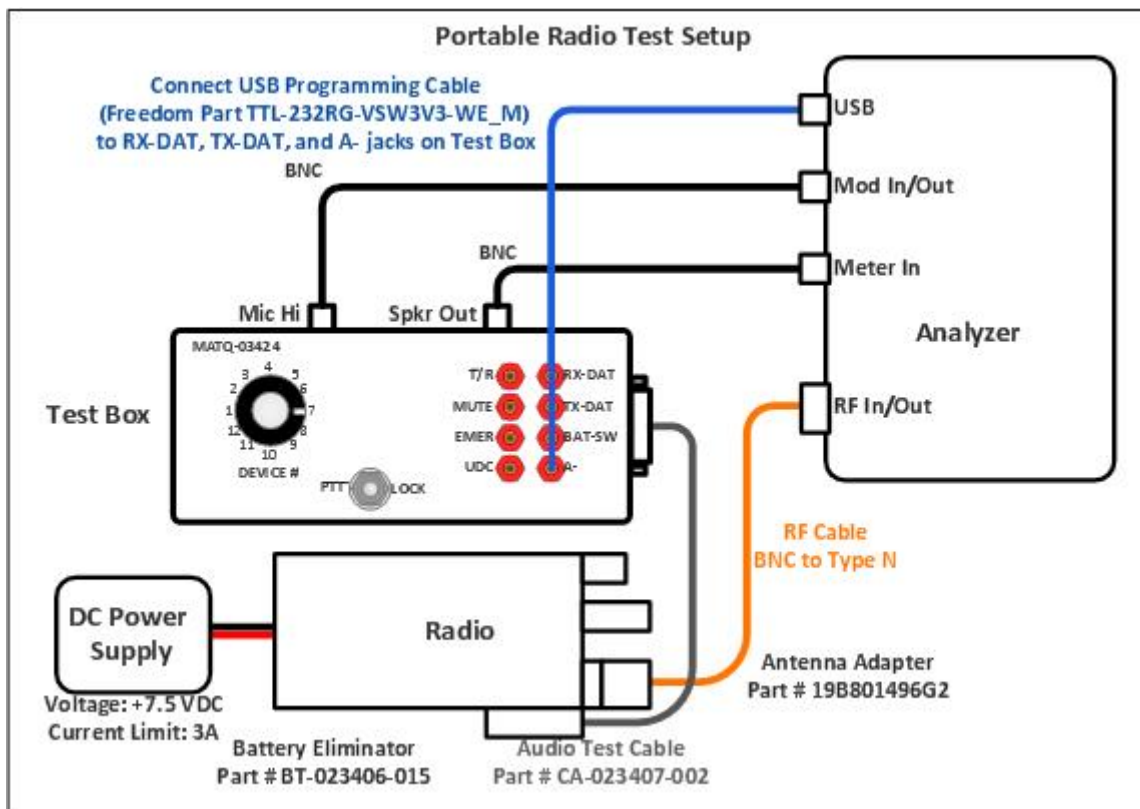 Portable Radio Test Setup
Connect USB Programming Cable
(Freedom Part TTL-232RG-VSW3V3-WE_M)
to RX-DAT, TX-DAT, and A- jacks on Test Box
BNC
BNC
USB
Mod In/Out
Meter In
Analyzer
RF In/Out
Mic Hi
Spkr Out
Test Box
MATQ-03424
1
2
3
4
5
6
7
8
9
10
11
12
DEVICE #
PTT
LOCK
T/R
RX-DAT
MUTE
TX-DAT
EMER
BAT-SW
UDC
A-
RF Cable
BNC to Type N
DC Power
Supply
Radio
Voltage: +7.5 VDC
Current Limit: 3A
Antenna Adapter
Part # 19B801496G2
Battery Eliminator
Part # BT-023406-015
Audio Test Cable
Part # CA-023407-002